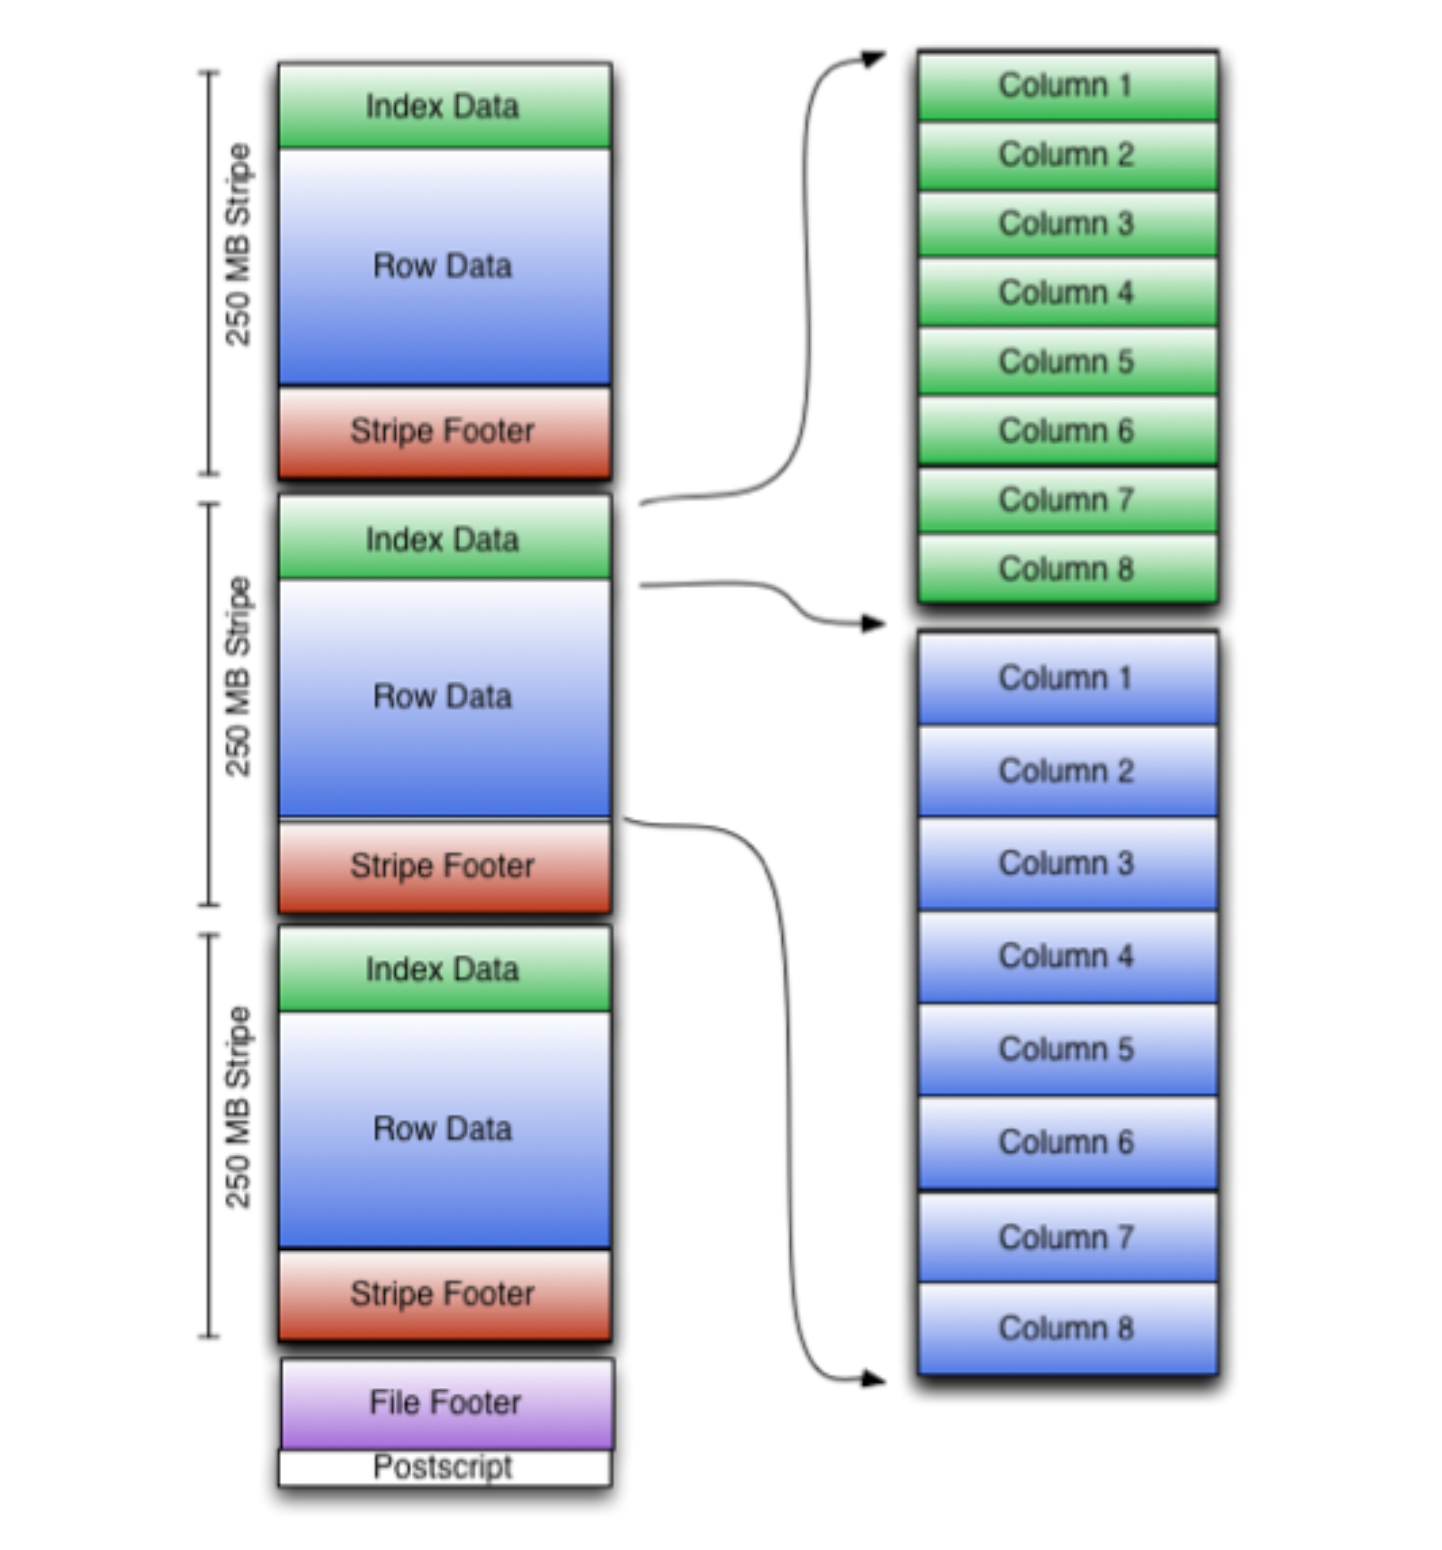 250 MB Stripe
Index Data
Row Data
Stripe Footer
250 MB Stripe
Index Data
Row Data
Stripe Footer
250 MB Stripe
Index Data
Row Data
Stripe Footer
File Footer
Postscript
Column 1
Column 2
Column 3
Column 4
Column 5
Column 6
Column 7
Column 8
Column 1
Column 2
Column 3
Column 4
Column 5
Column 6
Column 7
Column 8